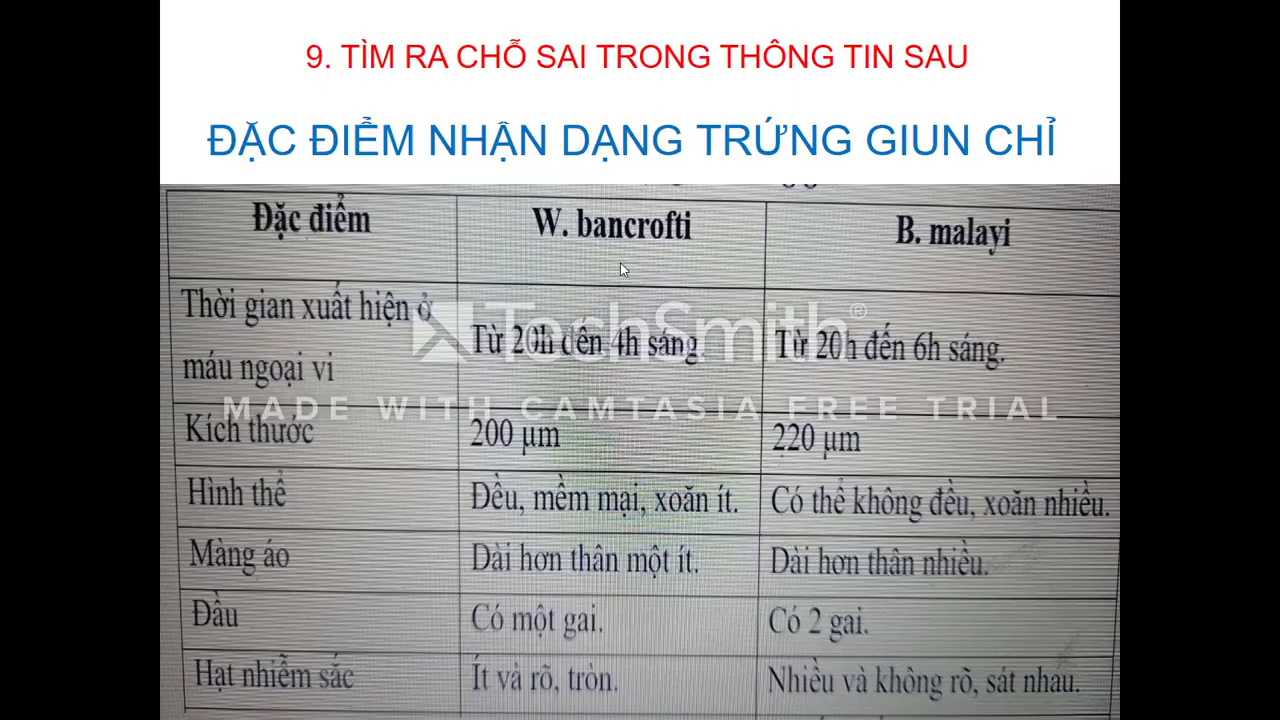 9. TÌM RA CHỖ SAI TRONG THÔNG TIN SAU
ĐẶC ĐIỂM NHẬN DẠNG TRỨNG GIUN CHỈ
Đặc điểm W. bancrofti B. malayi
Thời gian xuất hiện ở
máu ngoại vi Từ 20h đến 4h sáng. Từ 20h đến 6h sáng.
TechSmith®
MADE WITH CAMTASIA FREE TRIAL
Kích thước 200 µm 220 µm
Hình thể Đều, mềm mại, xoăn ít. Có thể không đều, xoăn nhiều.
Màng áo Dài hơn thân một ít. Dài hơn thân nhiều.
Đầu Có một gai. Có 2 gai.
Hạt nhiễm sắc Ít và rõ, tròn. Nhiều và không rõ, sát nhau.